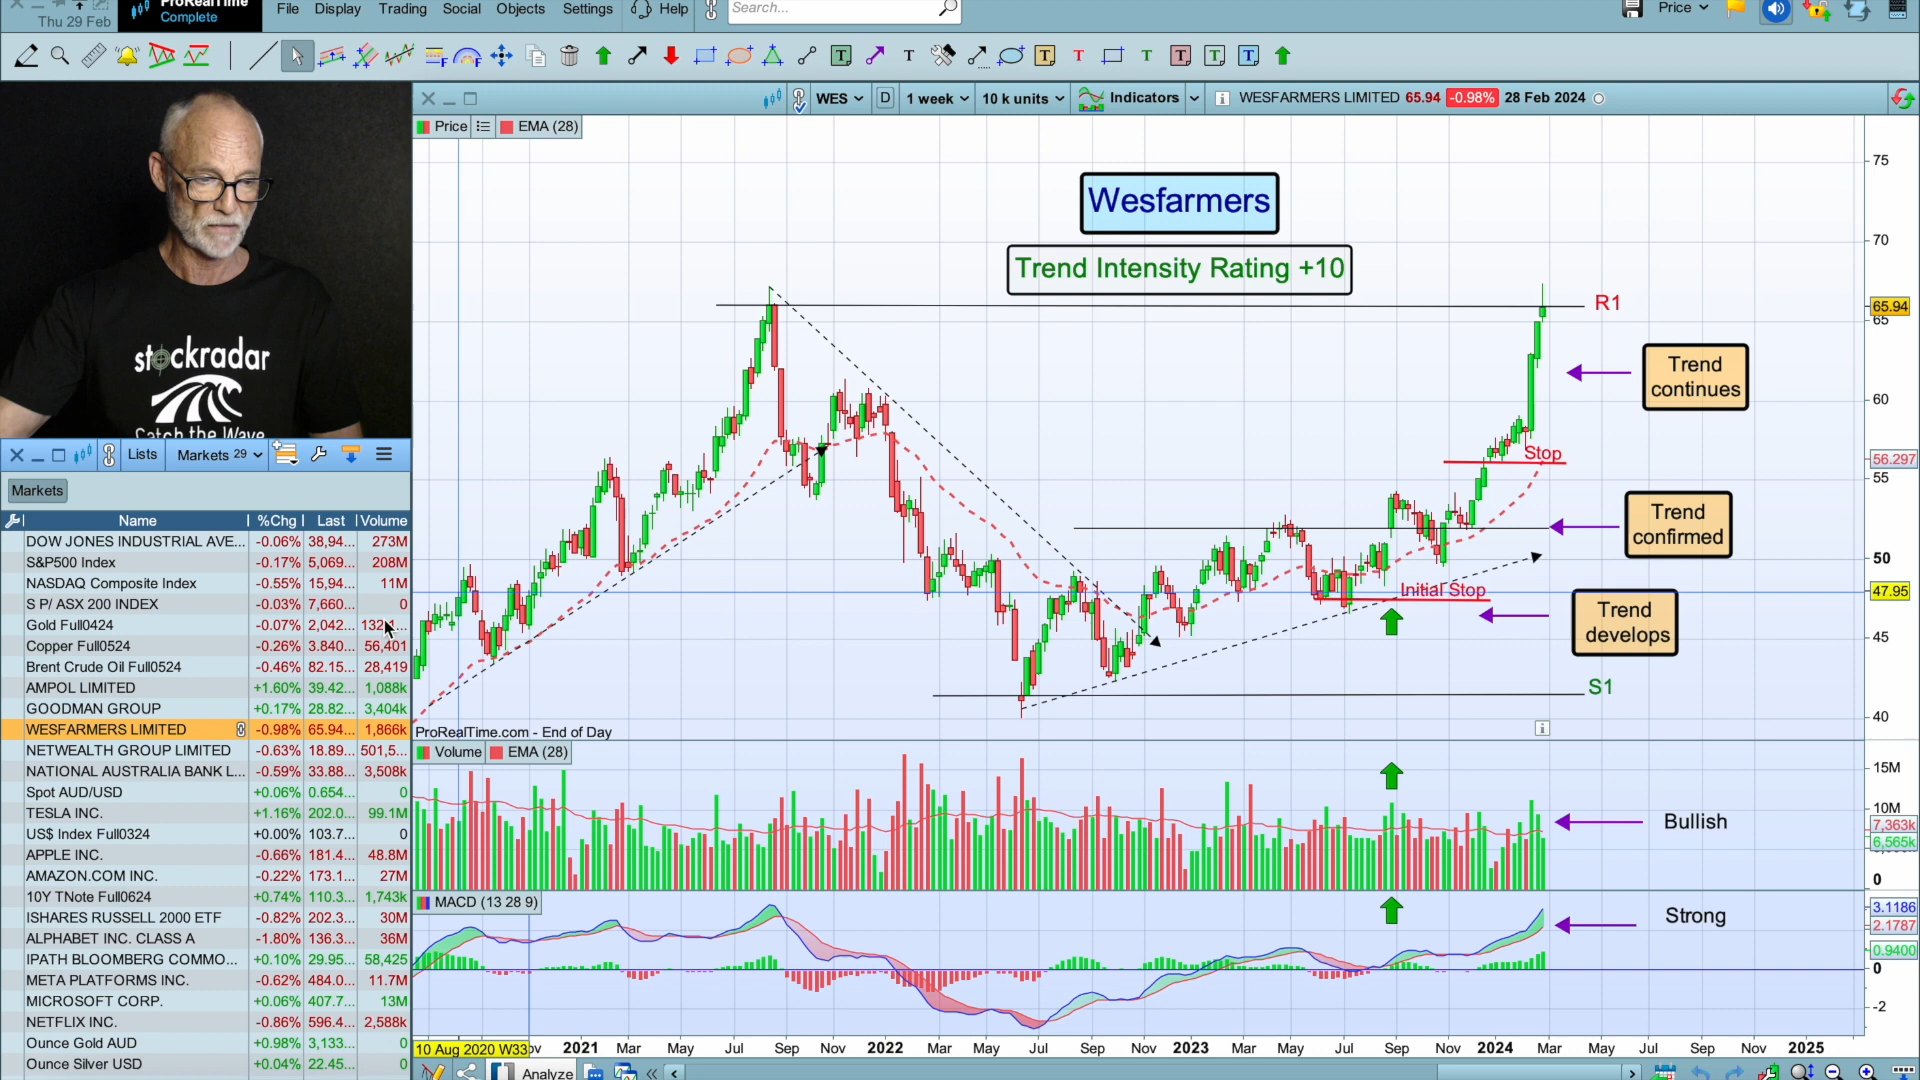 Thu 29 Feb
ProRealTime
Complete
File Display Trading Social Objects Settings Help
Search...
Price
WES D 1 week 10 k units Indicators WESFARMERS LIMITED 65.94 -0.98% 28 Feb 2024
Price EMA (28)
stockradar
Catch the Wave
Lists Markets 29
Markets
Name %Chg Last Volume
DOW JONES INDUSTRIAL AVE... -0.06% 38,94... 273M
S&P500 Index -0.17% 5,069... 208M
NASDAQ Composite Index -0.55% 15,94... 11M
S P/ ASX 200 INDEX -0.03% 7,660... 0
Gold Full0424 -0.07% 2,042...
Copper Full0524 -0.26% 3.840... 56,401
Brent Crude Oil Full0524 -0.46% 82.15... 28,419
AMPOL LIMITED +1.60% 39.42... 1,088k
GOODMAN GROUP +0.17% 28.82... 3,404k
WESFARMERS LIMITED -0.98% 65.94... 1,866k
NETWEALTH GROUP LIMITED -0.63% 18.89... 501,5...
NATIONAL AUSTRALIA BANK L... -0.59% 33.88... 3,508k
Spot AUD/USD +0.06% 0.654... 0
TESLA INC. +1.16% 202.0... 99.1M
US$ Index Full0324 +0.00% 103.7... 0
APPLE INC. -0.66% 181.4... 48.8M
AMAZON.COM INC. -0.22% 173.1... 27M
10Y TNote Full0624 +0.74% 110.3... 1,743k
ISHARES RUSSELL 2000 ETF -0.82% 202.3... 30M
ALPHABET INC. CLASS A -1.80% 136.3... 36M
IPATH BLOOMBERG COMMO... +0.10% 29.95... 58,425
META PLATFORMS INC. -0.62% 484.0... 11.7M
MICROSOFT CORP. +0.06% 407.7... 13M
NETFLIX INC. -0.86% 596.4... 2,588k
Ounce Gold AUD +0.98% 3,133... 0
Ounce Silver USD +0.04% 22.45... 0
Wesfarmers
Trend Intensity Rating +10
R1
Trend
continues
Stop
Trend
confirmed
Initial Stop
Trend
develops
S1
75
70
65.94
65
60
56.297
55
50
47.95
45
40
ProRealTime.com - End of Day
Volume EMA (28)
Bullish
15M
10M
7,363k
6,565k
0
MACD (13 28 9)
Strong
3.1186
2.1787
0.9400
0
-2
10 Aug 2020 W33 2021 Mar May Jul Sep Nov 2022 Mar May Jul Sep Nov 2023 Mar May Jul Sep Nov 2024 Mar May Jul Sep Nov 2025
Analyze